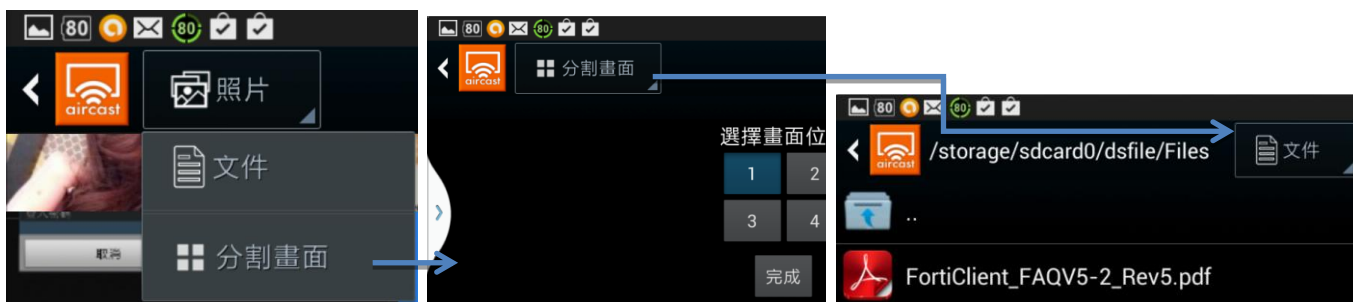 80
80
aircast
照片
文件
分割畫面
取消
80
80
aircast
分割畫面
選擇畫面位
1
2
3
4
完成
80
80
aircast
/storage/sdcard0/dsfile/Files
文件
..
FortiClient_FAQV5-2_Rev5.pdf